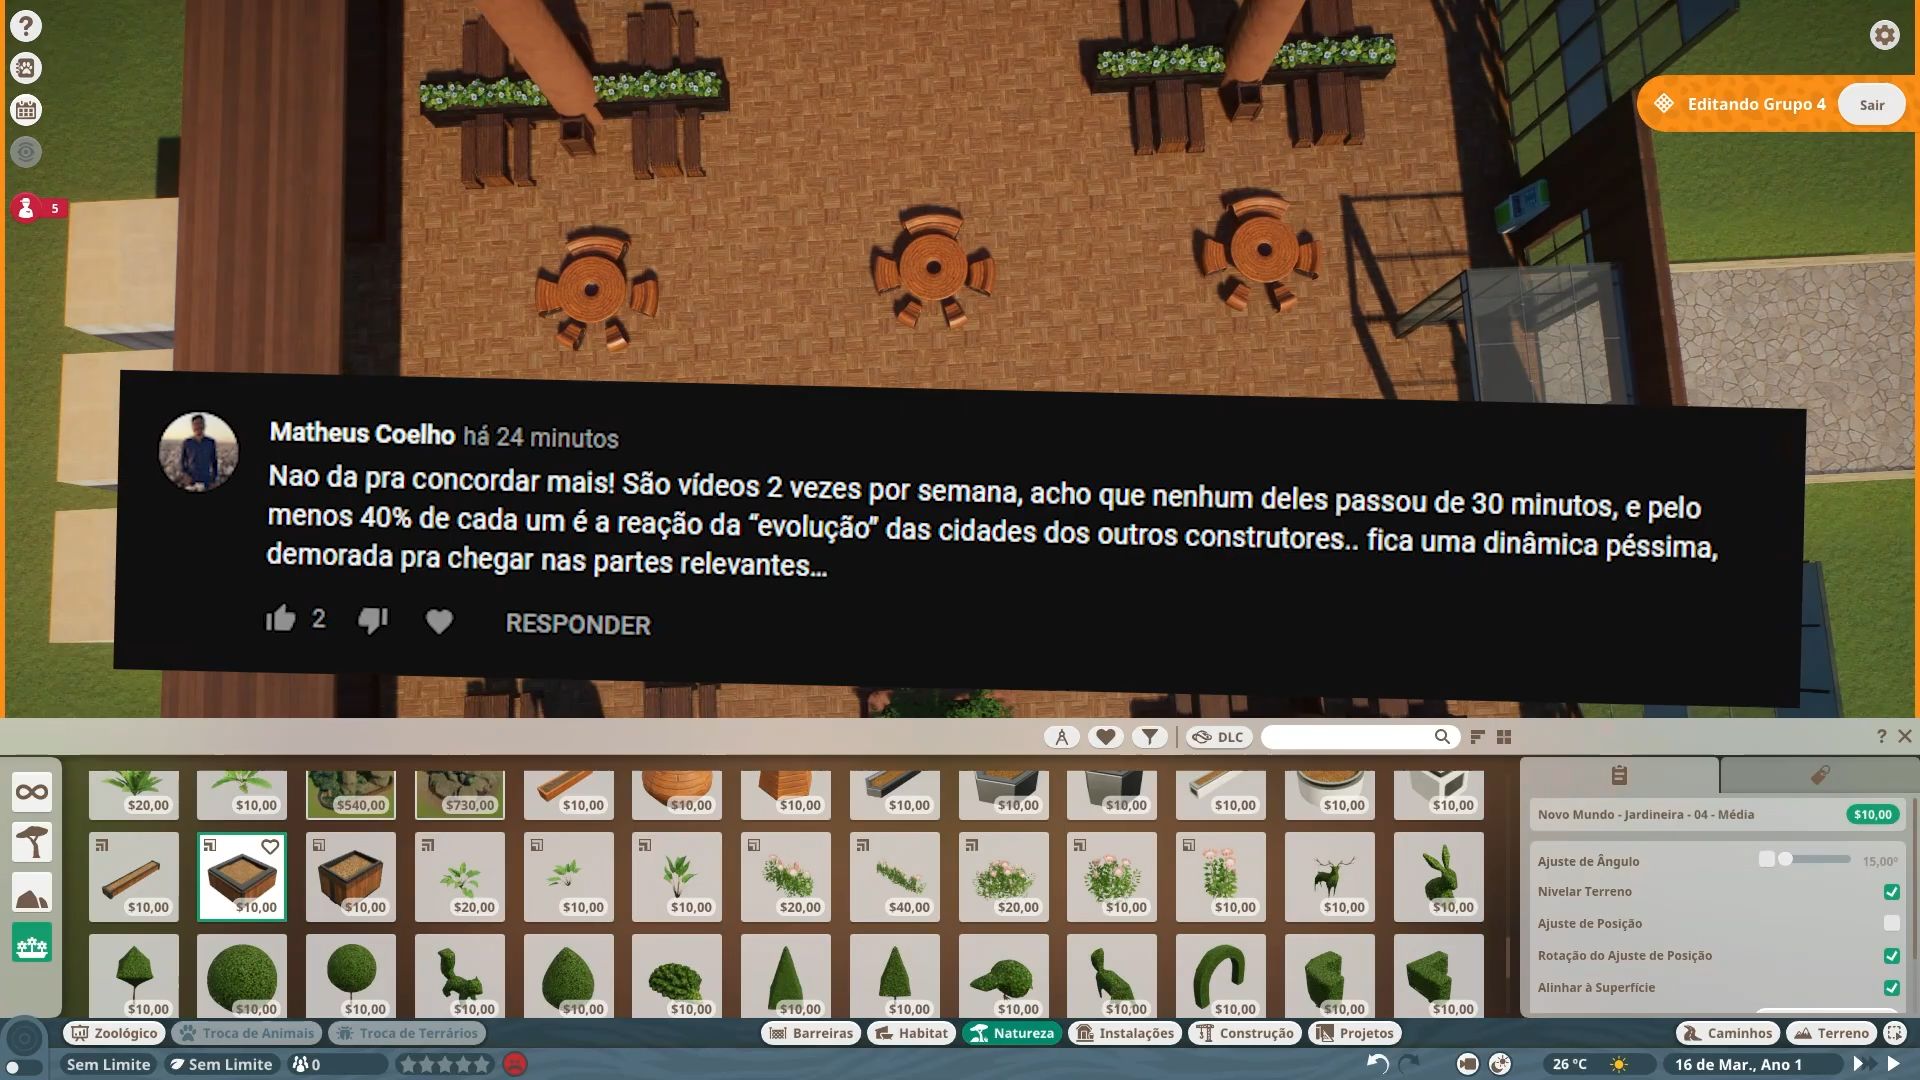 Editando Grupo 4
Sair
5
Matheus Coelho há 24 minutos
Nao da pra concordar mais! São vídeos 2 vezes por semana, acho que nenhum deles passou de 30 minutos, e pelo
menos 40% de cada um é a reação da “evolução” das cidades dos outros construtores.. fica uma dinâmica péssima,
demorada pra chegar nas partes relevantes...
2
RESPONDER
DLC
?
$20,00 $10,00 $540,00 $730,00 $10,00 $10,00 $10,00 $10,00 $10,00 $10,00 $10,00 $10,00 $10,00
$10,00 $10,00 $10,00 $20,00 $10,00 $10,00 $20,00 $40,00 $20,00 $10,00 $10,00 $10,00 $10,00
$10,00 $10,00 $10,00 $10,00 $10,00 $10,00 $10,00 $10,00 $10,00 $10,00 $10,00 $10,00 $10,00
Novo Mundo - Jardineira - 04 - Média $10,00
Ajuste de Ângulo 15,00º
Nivelar Terreno
Ajuste de Posição
Rotação do Ajuste de Posição
Alinhar à Superfície
Zoológico Troca de Animais Troca de Terrários Barreiras Habitat Natureza Instalações Construção Projetos Caminhos Terreno
Sem Limite Sem Limite 0 26 ºC 16 de Mar., Ano 1